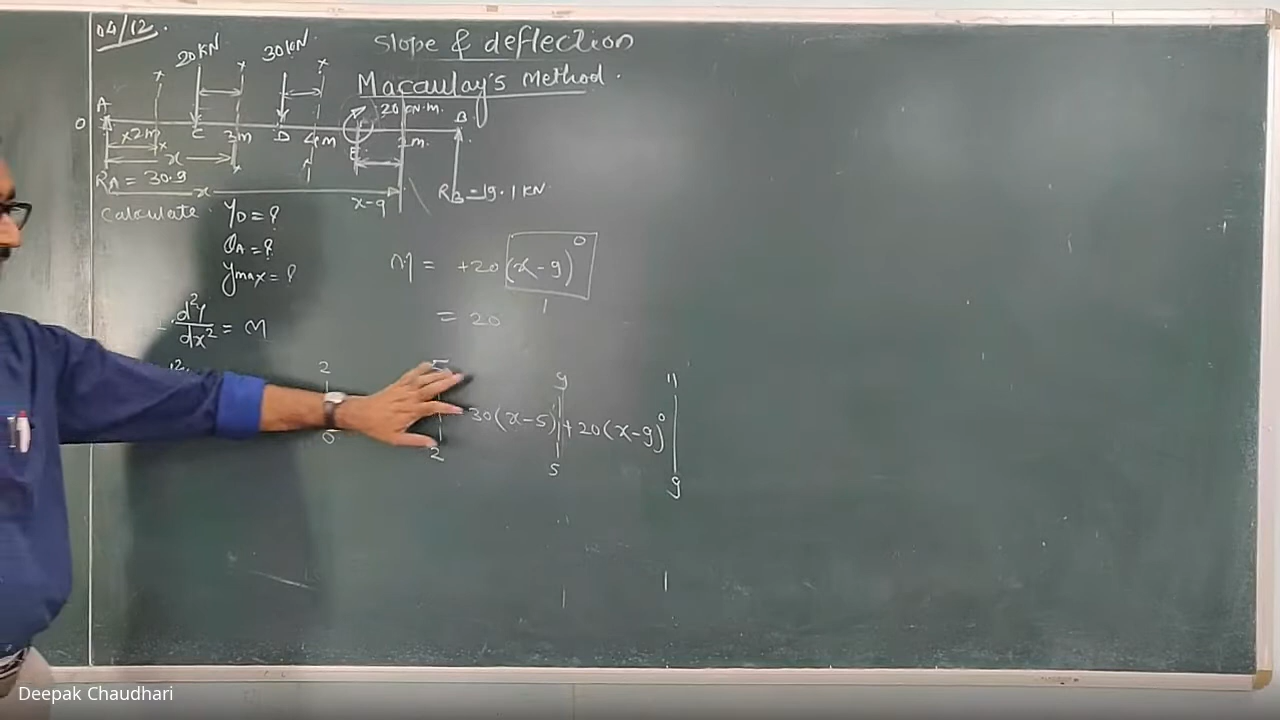 04/12.
Slope & deflection
Macaulay's Method.
20KN
30KN
x x x
20 KN.M.
A B
0
x 2m C 3m D 4m E 2m.
x
x
RA = 30.9
x
x-9
RB = 19.1 KN
Calculate. yD = ?
θA = ?
ymax = ?
M = +20(x-9)⁰
1
= 20
d²y/dx² = M
2 5 9 11
30(x-5) +20(x-9)⁰
0 2 5 9
Deepak Chaudhari